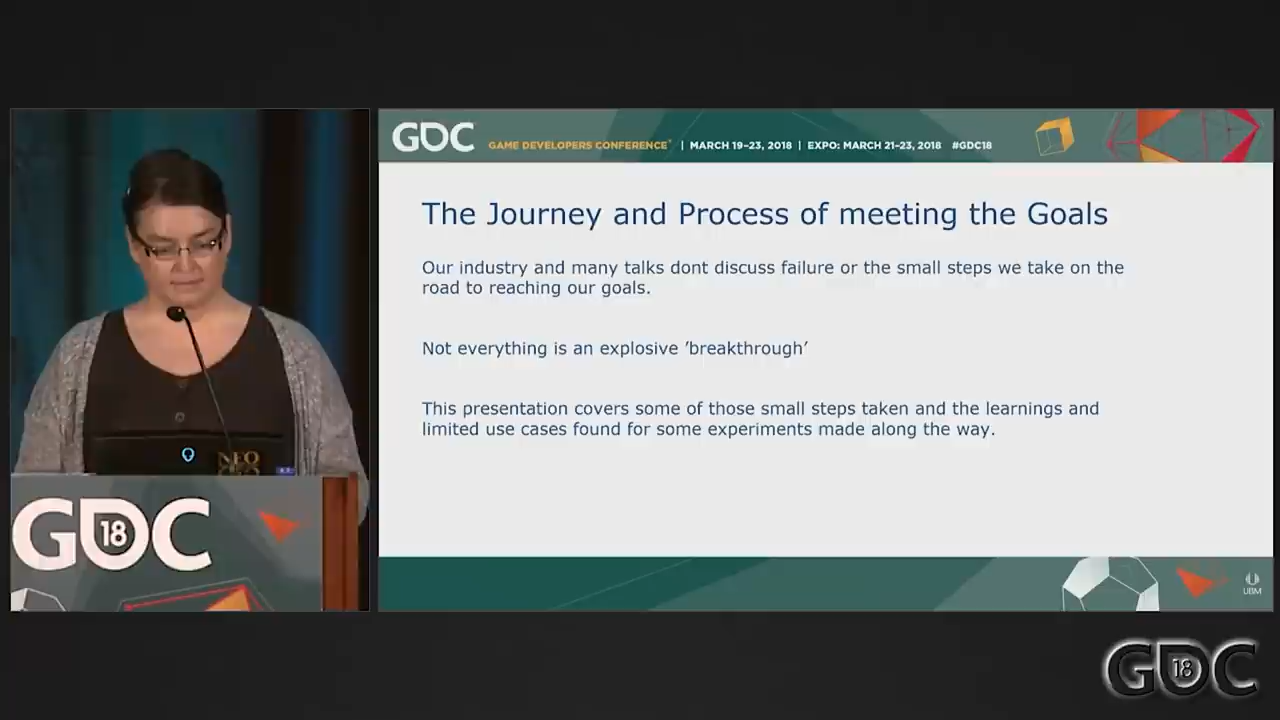 GDC
GAME DEVELOPERS CONFERENCE® | MARCH 19–23, 2018 | EXPO: MARCH 21–23, 2018 #GDC18
The Journey and Process of meeting the Goals
Our industry and many talks dont discuss failure or the small steps we take on the
road to reaching our goals.
Not everything is an explosive ’breakthrough’
This presentation covers some of those small steps taken and the learnings and
limited use cases found for some experiments made along the way.
NEO
GDC 18
UBM
GDC 18